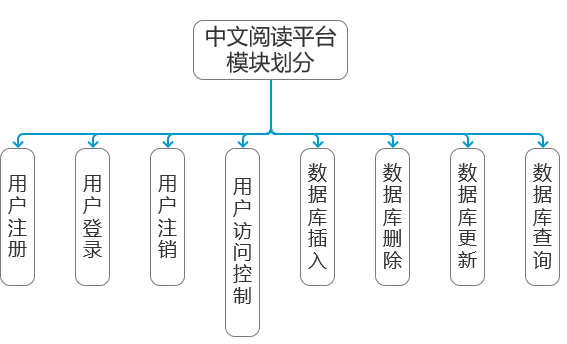 中文阅读平台
模块划分
用户注册
用户登录
用户注销
用户访问控制
数据库插入
数据库删除
数据库更新
数据库查询